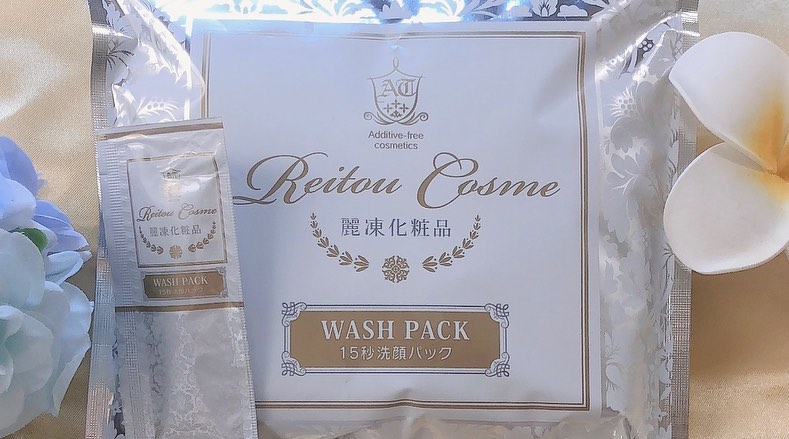 AT
Additive-free
cosmetics
Reitou Cosme
麗凍化粧品
WASH PACK
15秒洗顔パック
Reitou Cosme
麗凍化粧品
WASH PACK
15秒洗顔パック